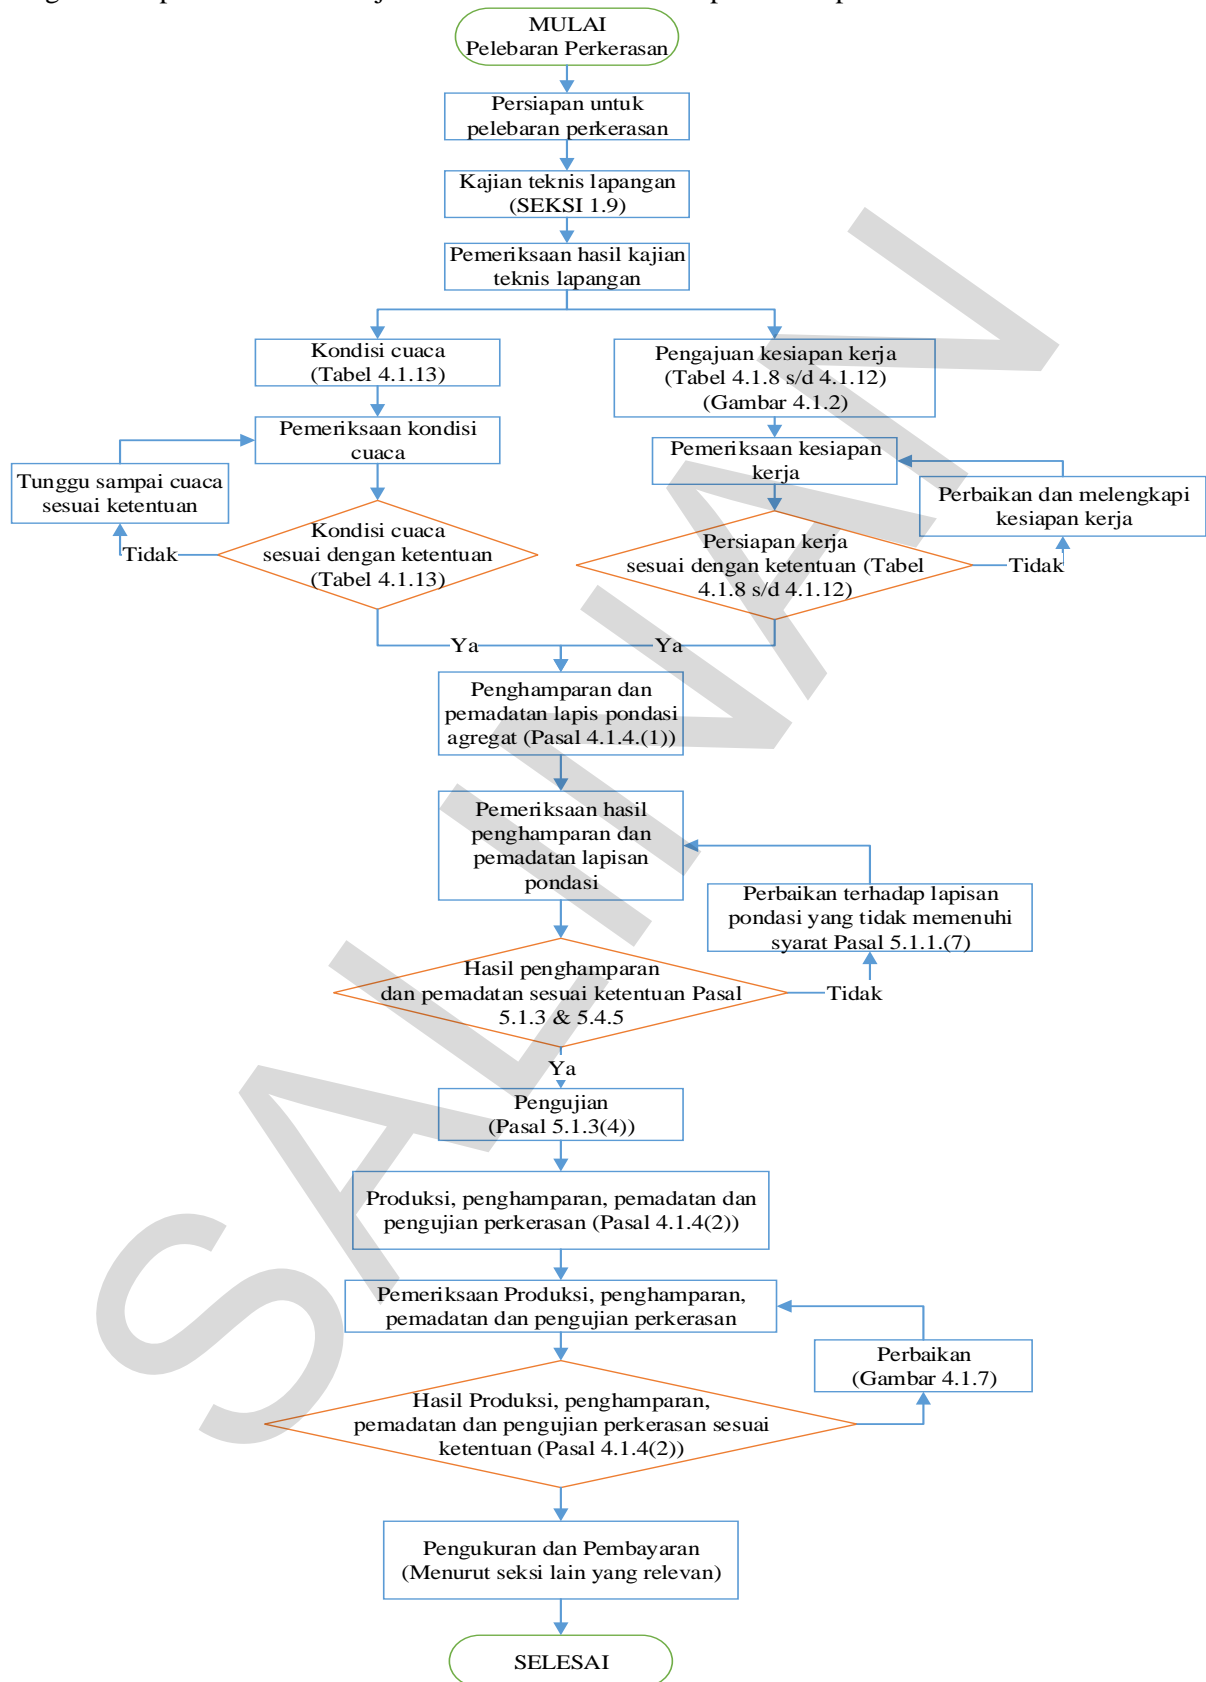 MULAI
Pelebaran Perkerasan
Persiapan untuk
pelebaran perkerasan
Kajian teknis lapangan
(SEKSI 1.9)
Pemeriksaan hasil kajian
teknis lapangan
Kondisi cuaca
(Tabel 4.1.13)
Pengajuan kesiapan kerja
(Tabel 4.1.8 s/d 4.1.12)
(Gambar 4.1.2)
Pemeriksaan kondisi
cuaca
Pemeriksaan kesiapan
kerja
Tunggu sampai cuaca
sesuai ketentuan
Perbaikan dan melengkapi
kesiapan kerja
Kondisi cuaca
sesuai dengan ketentuan
(Tabel 4.1.13)
Tidak
Persiapan kerja
sesuai dengan ketentuan (Tabel
4.1.8 s/d 4.1.12)
Tidak
Ya
Ya
Penghamparan dan
pemadatan lapis pondasi
agregat (Pasal 4.1.4.(1))
Pemeriksaan hasil
penghamparan dan
pemadatan lapisan
pondasi
Perbaikan terhadap lapisan
pondasi yang tidak memenuhi
syarat Pasal 5.1.1.(7)
Hasil penghamparan
dan pemadatan sesuai ketentuan Pasal
5.1.3 & 5.4.5
Tidak
Ya
Pengujian
(Pasal 5.1.3(4))
Produksi, penghamparan, pemadatan dan
pengujian perkerasan (Pasal 4.1.4(2))
Pemeriksaan Produksi, penghamparan,
pemadatan dan pengujian perkerasan
Perbaikan
(Gambar 4.1.7)
Hasil Produksi, penghamparan,
pemadatan dan pengujian perkerasan sesuai
ketentuan (Pasal 4.1.4(2))
Pengukuran dan Pembayaran
(Menurut seksi lain yang relevan)
SELESAI
SALINAN